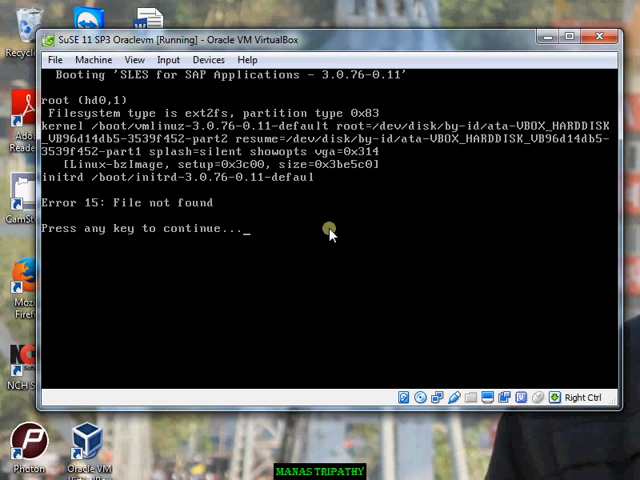 Recycle
SuSE 11 SP3 Oraclevm [Running] - Oracle VM VirtualBox
File Machine View Input Devices Help
Booting 'SLES for SAP Applications - 3.0.76-0.11'
root (hd0,1)
Filesystem type is ext2fs, partition type 0x83
kernel /boot/vmlinuz-3.0.76-0.11-default root=/dev/disk/by-id/ata-VBOX_HARDDISK
_VB96d14db5-3539f452-part2 resume=/dev/disk/by-id/ata-VBOX_HARDDISK_VB96d14db5-
3539f452-part1 splash=silent showopts vga=0x314
[Linux-bzImage, setup=0x3c00, size=0x3be5c0]
initrd /boot/initrd-3.0.76-0.11-defaul
Error 15: File not found
Press any key to continue..._
Reade
CamSt
Mozi
Firef
NCH S
Right Ctrl
Photon
Oracle VM
VirtualBox
MANAS TRIPATHY